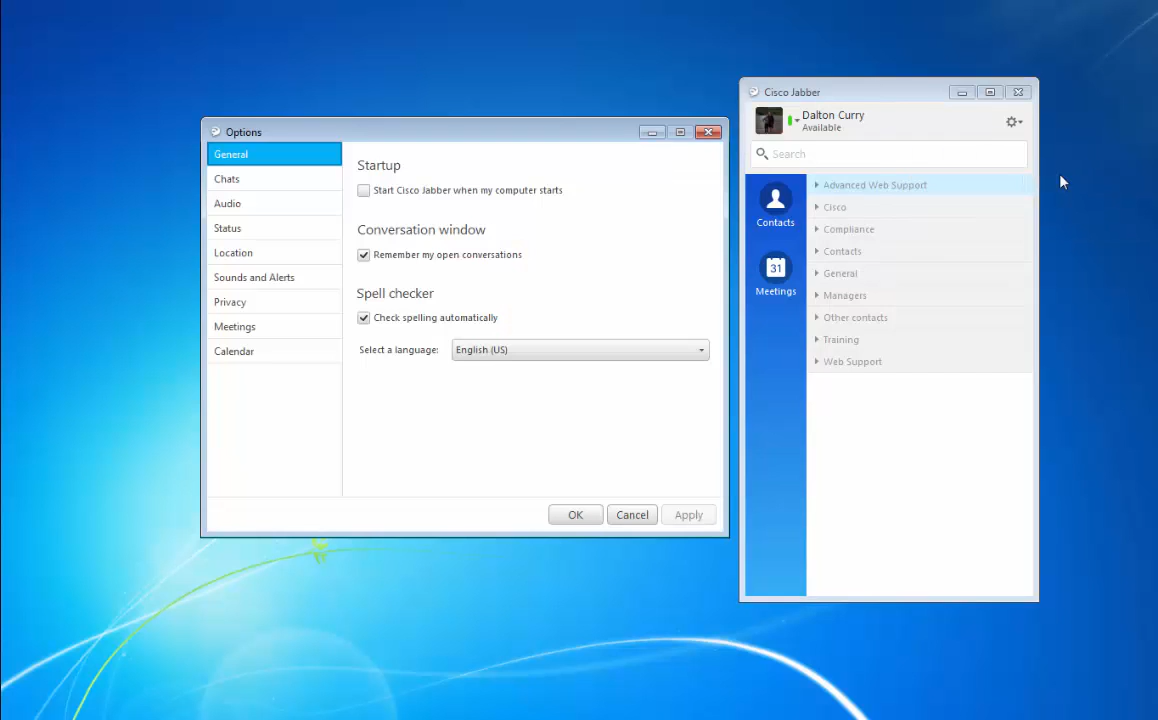 Options
General
Chats
Audio
Status
Location
Sounds and Alerts
Privacy
Meetings
Calendar
Startup
Start Cisco Jabber when my computer starts
Conversation window
Remember my open conversations
Spell checker
Check spelling automatically
Select a language: English (US)
OK Cancel Apply
Cisco Jabber
Dalton Curry
Available
Search
Contacts
31
Meetings
Advanced Web Support
Cisco
Compliance
Contacts
General
Managers
Other contacts
Training
Web Support